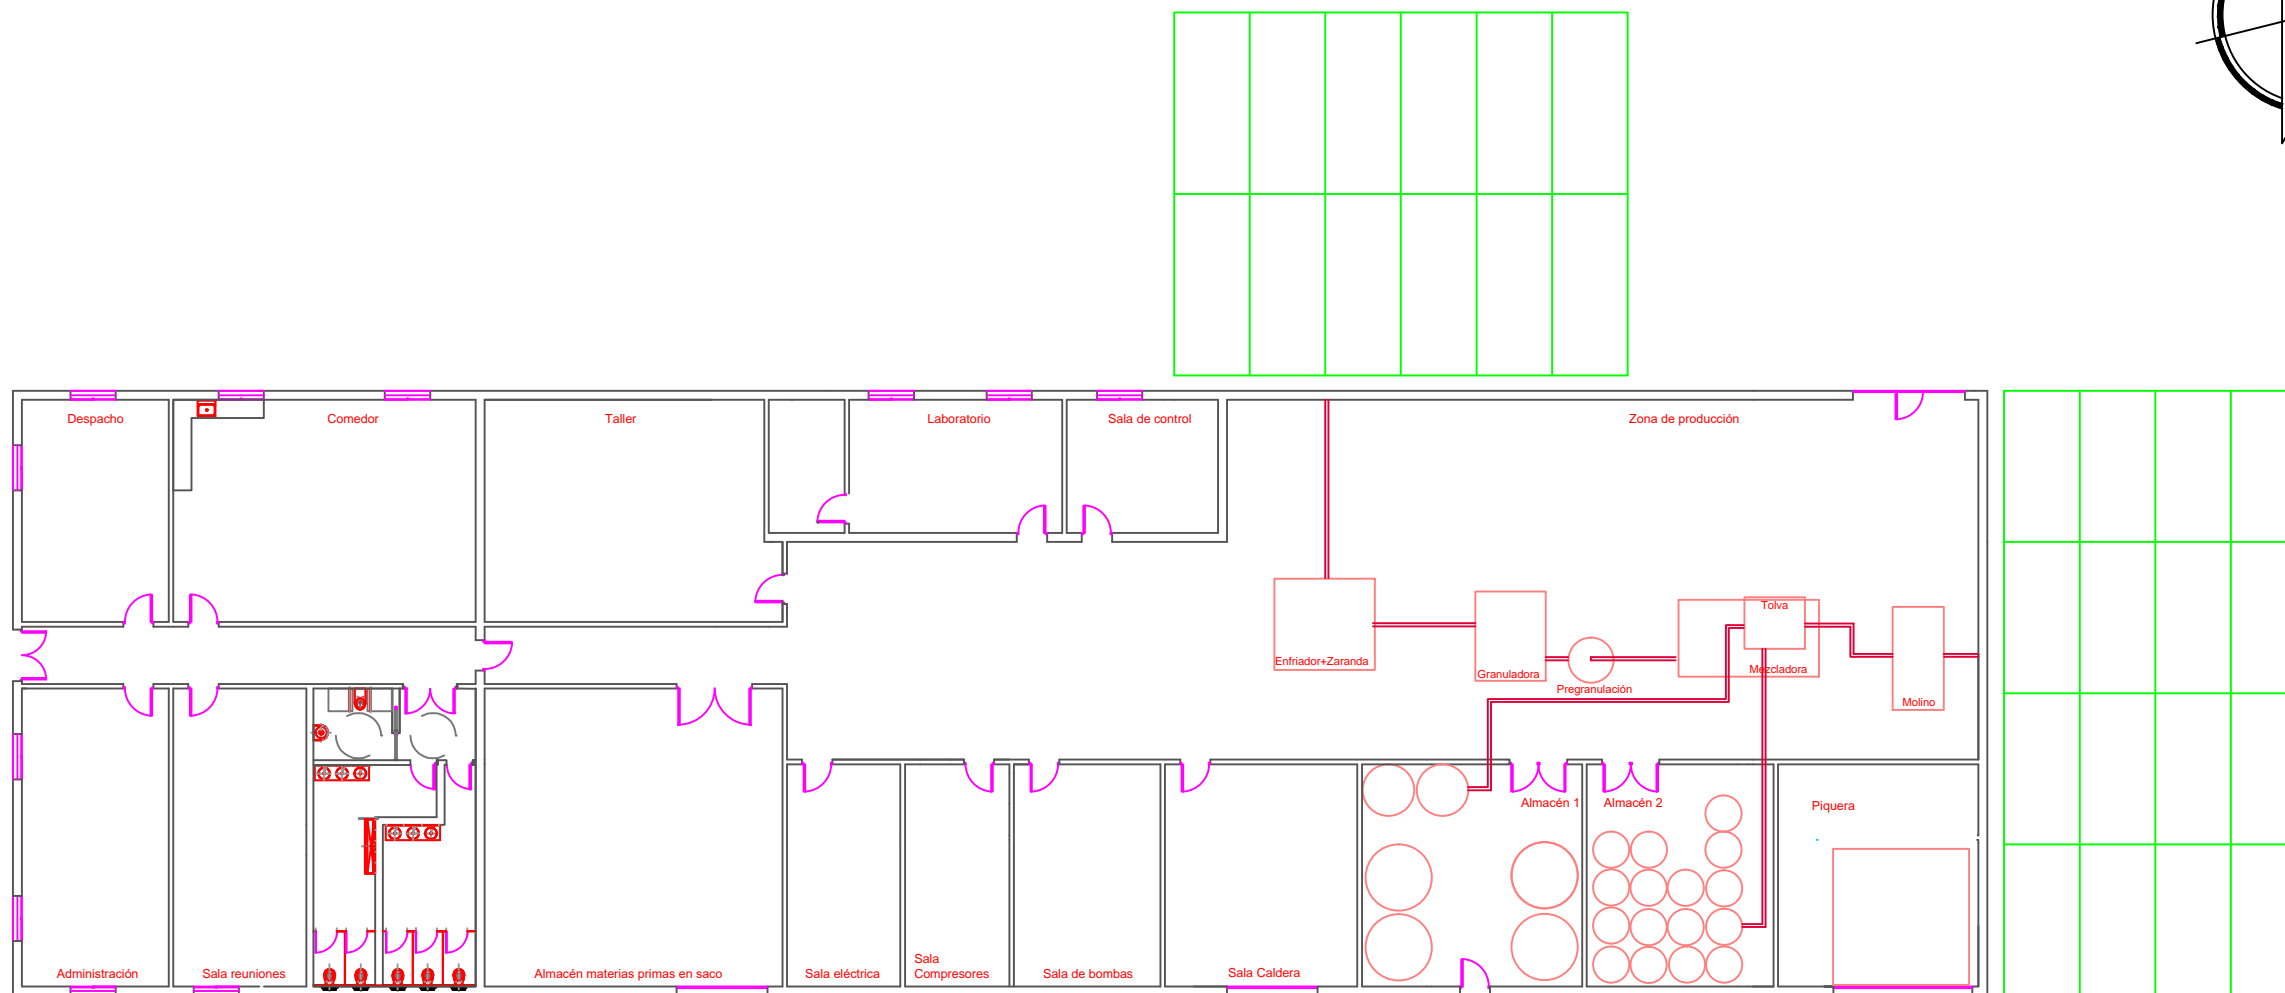 Despacho
Comedor
Taller
Laboratorio
Sala de control
Zona de producción
Tolva
Enfriador+Zaranda
Granuladora
Mezcladora
Pregranulación
Molino
Almacén 1
Almacén 2
Piquera
Administración
Sala reuniones
Almacén materias primas en saco
Sala eléctrica
Sala
Compresores
Sala de bombas
Sala Caldera